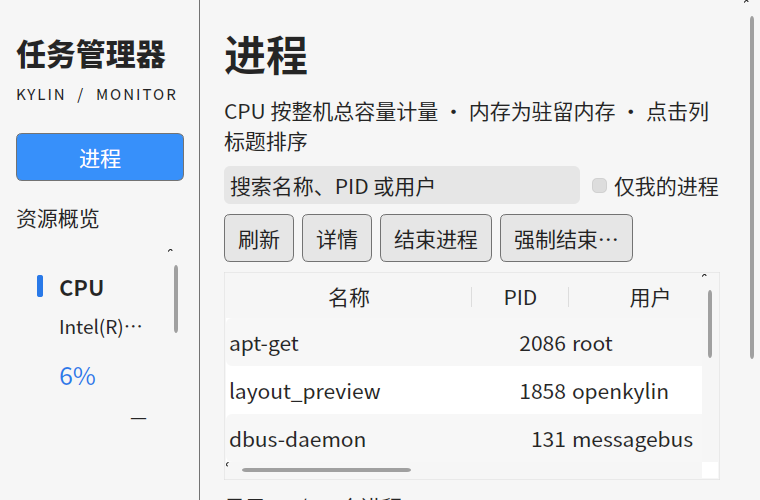 任务管理器
KYLIN / MONITOR
进程
资源概览
CPU
Intel(R)⋯
6%
进程
CPU 按整机总容量计量 · 内存为驻留内存 · 点击列
标题排序
搜索名称、PID 或用户
仅我的进程
刷新 详情 结束进程 强制结束⋯
名称 PID 用户
apt-get 2086 root
layout_preview 1858 openkylin
dbus-daemon 131 messagebus